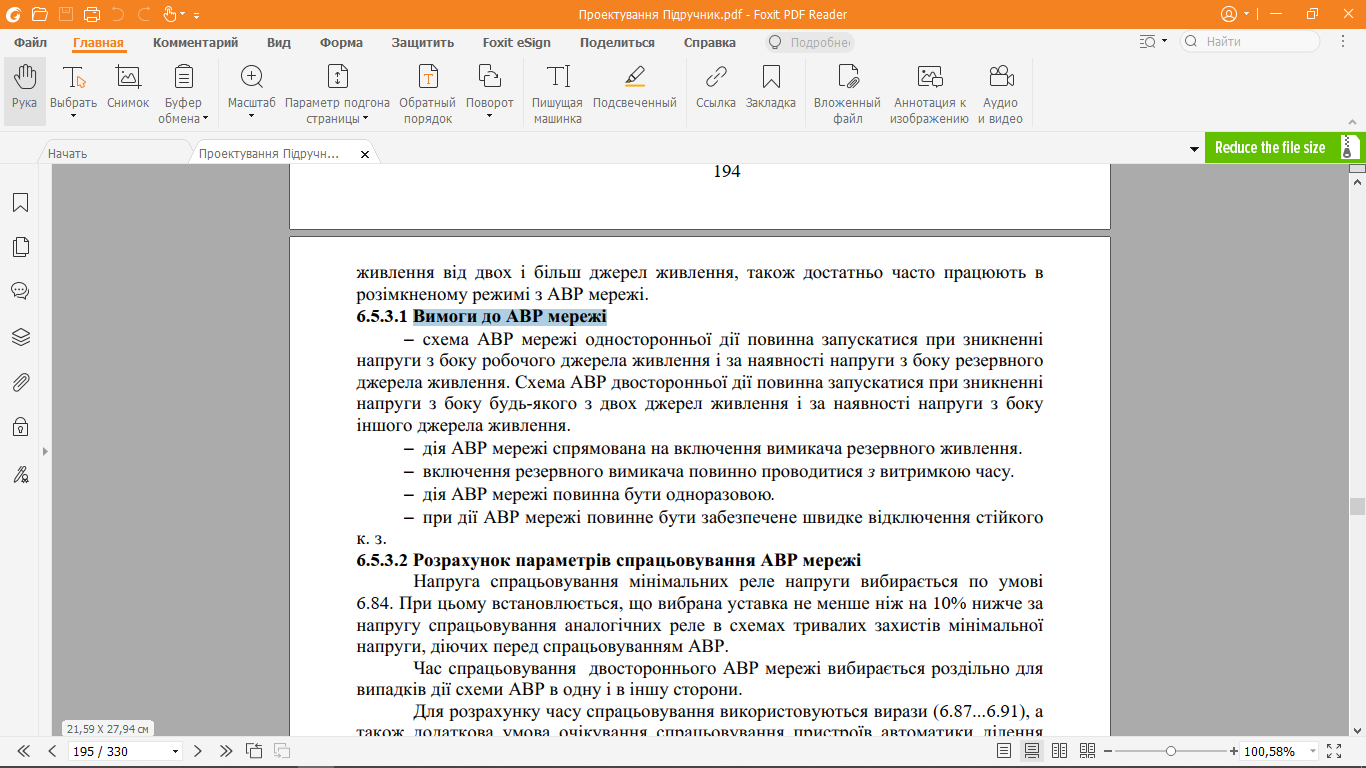 Проектування Підручник.pdf - Foxit PDF Reader
Файл Главная Комментарий Вид Форма Защитить Foxit eSign Поделиться Справка Подробнее Найти
Рука Выбрать Снимок Буфер обмена Масштаб Параметр подгона страницы Обратный порядок Поворот Пишущая машинка Подсвеченный Ссылка Закладка Вложенный файл Аннотация к изображению Аудио и видео
Начать Проектування Підручн... Reduce the file size
194
живлення від двох і більш джерел живлення, також достатньо часто працюють в
розімкненому режимі з АВР мережі.
6.5.3.1 Вимоги до АВР мережі
– схема АВР мережі односторонньої дії повинна запускатися при зникненні
напруги з боку робочого джерела живлення і за наявності напруги з боку резервного
джерела живлення. Схема АВР двосторонньої дії повинна запускатися при зникненні
напруги з боку будь-якого з двох джерел живлення і за наявності напруги з боку
іншого джерела живлення.
– дія АВР мережі спрямована на включення вимикача резервного живлення.
– включення резервного вимикача повинно проводитися з витримкою часу.
– дія АВР мережі повинна бути одноразовою.
– при дії АВР мережі повинне бути забезпечене швидке відключення стійкого
к. з.
6.5.3.2 Розрахунок параметрів спрацьовування АВР мережі
Напруга спрацьовування мінімальних реле напруги вибирається по умові
6.84. При цьому встановлюється, що вибрана уставка не менше ніж на 10% нижче за
напругу спрацьовування аналогічних реле в схемах тривалих захистів мінімальної
напруги, діючих перед спрацьовуванням АВР.
Час спрацьовування двостороннього АВР мережі вибирається роздільно для
випадків дії схеми АВР в одну і в іншу сторони.
Для розрахунку часу спрацьовування використовуються вирази (6.87...6.91), а
також додаткова умова очікування спрацьовування пристроїв автоматики ділення
21,59 X 27,94 см
195 / 330 100,58%